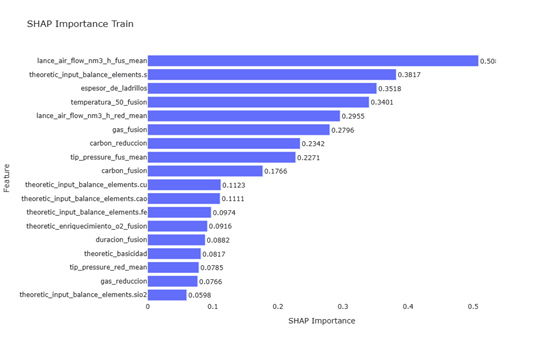 SHAP Importance Train
lance_air_flow_nm3_h_fus_mean 0.508
theoretic_input_balance_elements.s 0.3817
espesor_de_ladrillos 0.3518
temperatura_50_fusion 0.3401
lance_air_flow_nm3_h_red_mean 0.2955
gas_fusion 0.2796
carbon_reduccion 0.2342
tip_pressure_fus_mean 0.2271
carbon_fusion 0.1766
theoretic_input_balance_elements.cu 0.1123
theoretic_input_balance_elements.cao 0.1111
theoretic_input_balance_elements.fe 0.0974
theoretic_enriquecimiento_o2_fusion 0.0916
duracion_fusion 0.0882
theoretic_basicidad 0.0817
tip_pressure_red_mean 0.0785
gas_reduccion 0.0766
theoretic_input_balance_elements.sio2 0.0598
0 0.1 0.2 0.3 0.4 0.5
SHAP Importance
Feature